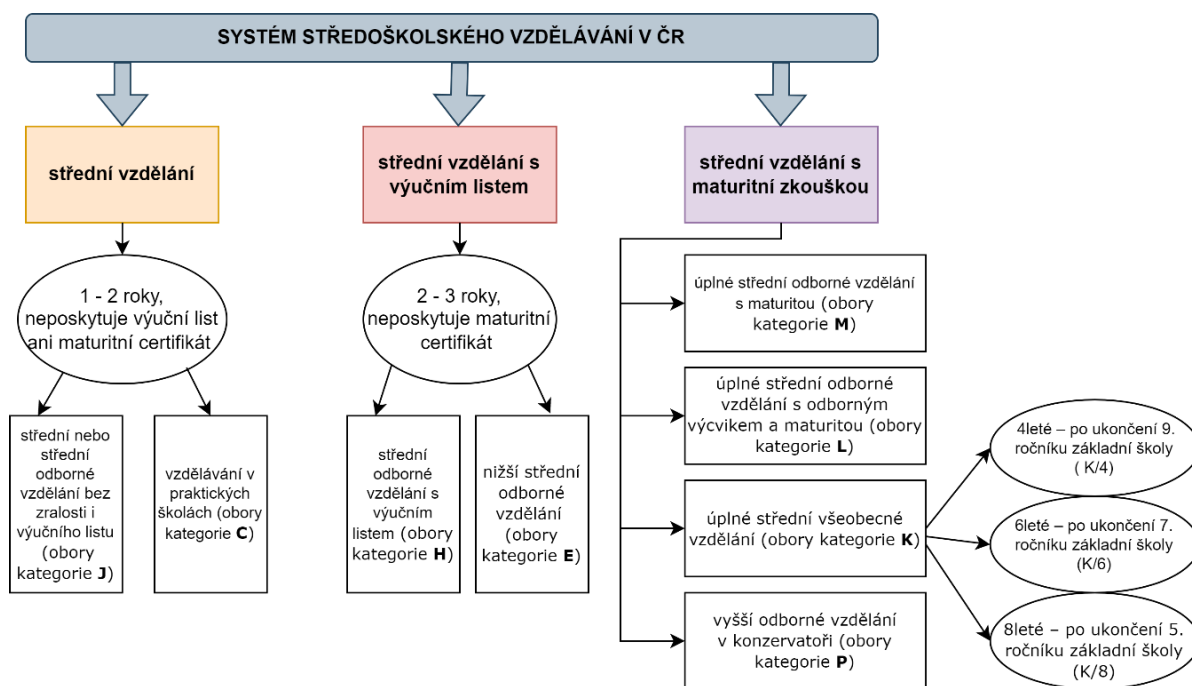 SYSTÉM STŘEDOŠKOLSKÉHO VZDĚLÁVÁNÍ V ČR
střední vzdělání
1 - 2 roky,
neposkytuje výuční list
ani maturitní certifikát
střední nebo
střední
odborné
vzdělání bez
zralosti i
výučního listu
(obory
kategorie J)
vzdělávání v
praktických
školách (obory
kategorie C)
střední vzdělání s
výučním listem
2 - 3 roky,
neposkytuje maturitní
certifikát
střední
odborné
vzdělání s
výučním
listem (obory
kategorie H)
nižší střední
odborné
vzdělání
(obory
kategorie E)
střední vzdělání s
maturitní zkouškou
úplné střední odborné vzdělání
s maturitou (obory
kategorie M)
úplné střední odborné
vzdělání s odborným
výcvikem a maturitou (obory
kategorie L)
úplné střední všeobecné
vzdělání (obory kategorie K)
4leté – po ukončení 9.
ročníku základní školy
( K/4)
6leté – po ukončení 7.
ročníku základní školy
(K/6)
8leté – po ukončení 5.
ročníku základní školy
(K/8)
vyšší odborné vzdělání
v konzervatoři (obory
kategorie P)